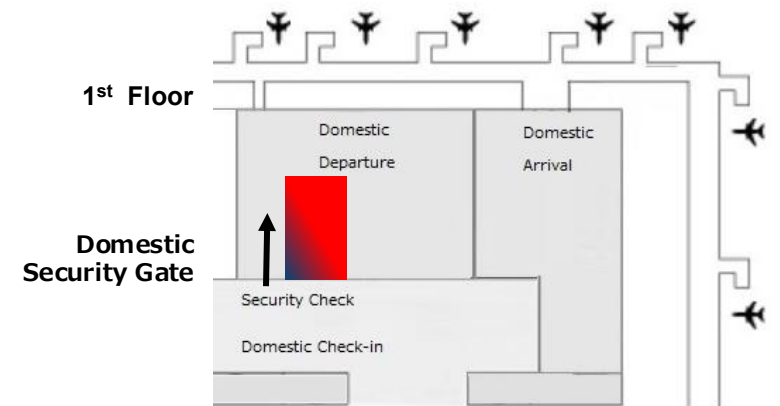 1st Floor
Domestic
Departure
Domestic
Arrival
Domestic
Security Gate
Security Check
Domestic Check-in